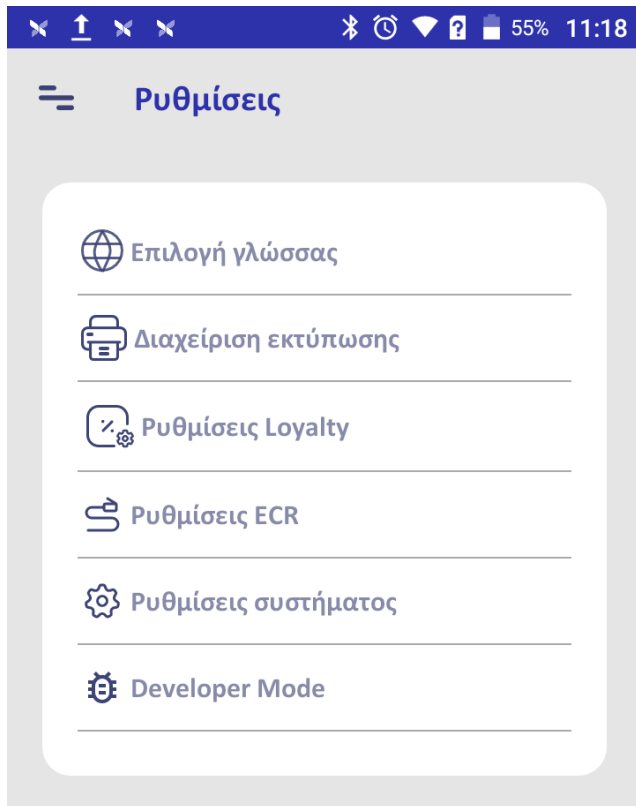 55% 11:18
Ρυθμίσεις
Επιλογή γλώσσας
Διαχείριση εκτύπωσης
Ρυθμίσεις Loyalty
Ρυθμίσεις ECR
Ρυθμίσεις συστήματος
Developer Mode